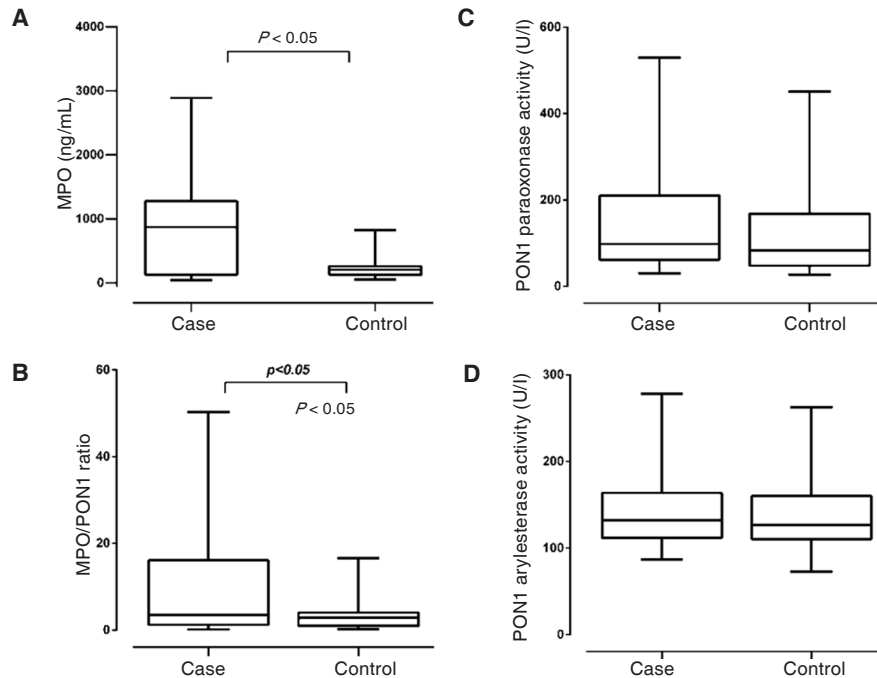 A
MPO (ng/mL)
4000
3000
2000
1000
0
P < 0.05
Case
Control
C
PON1 paraoxonase activity (U/l)
600
400
200
0
Case
Control
B
MPO/PON1 ratio
60
40
20
0
p<0.05
P < 0.05
Case
Control
D
PON1 arylesterase activity (U/l)
300
200
100
0
Case
Control